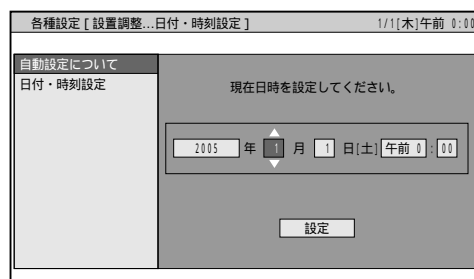 各種設定 [ 設置調整...日付・時刻設定 ] 1/1[木]午前 0:00
自動設定について
日付・時刻設定
現在日時を設定してください。
2005 年 1 月 1 日[土] 午前 0 : 00
設定